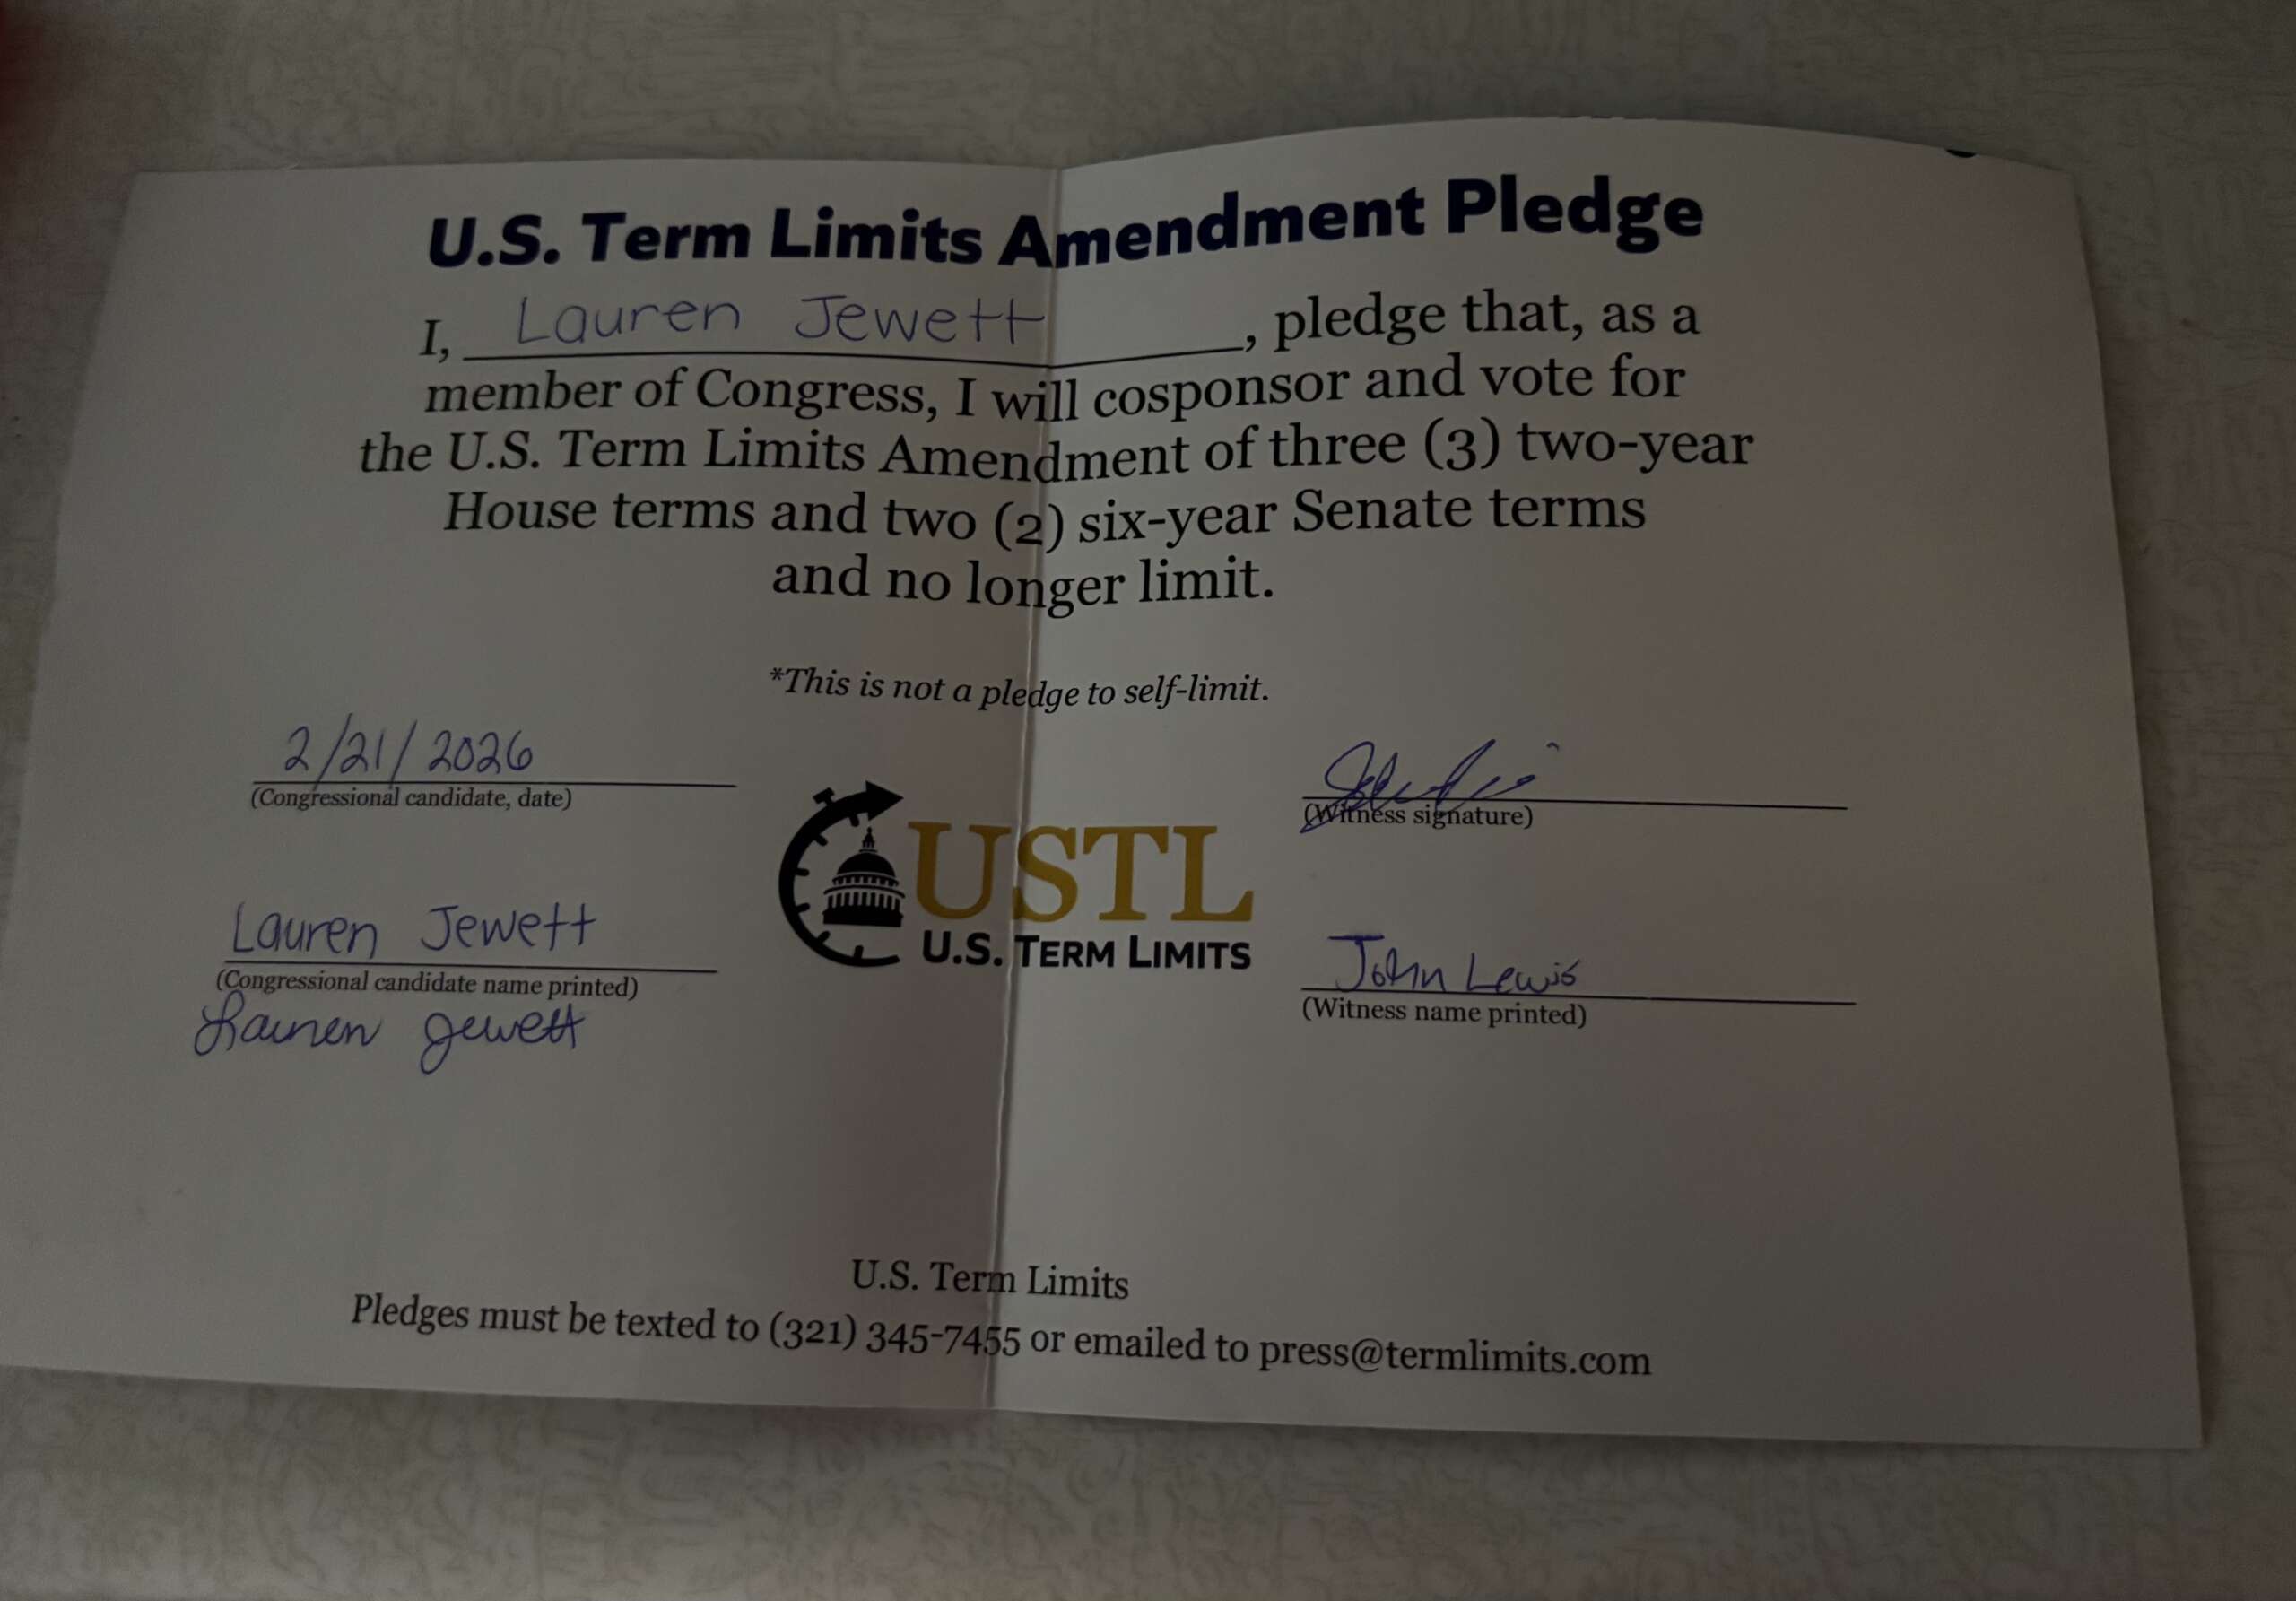 U.S. Term Limits Amendment Pledge
I, Lauren Jewett, pledge that, as a
member of Congress, I will cosponsor and vote for
the U.S. Term Limits Amendment of three (3) two-year
House terms and two (2) six-year Senate terms
and no longer limit.
*This is not a pledge to self-limit.
2/21/2026
(Congressional candidate, date)
(Witness signature)
USTL
U.S. TERM LIMITS
Lauren Jewett
(Congressional candidate name printed)
Lauren Jewett
John Lewis
(Witness name printed)
U.S. Term Limits
Pledges must be texted to (321) 345-7455 or emailed to press@termlimits.com